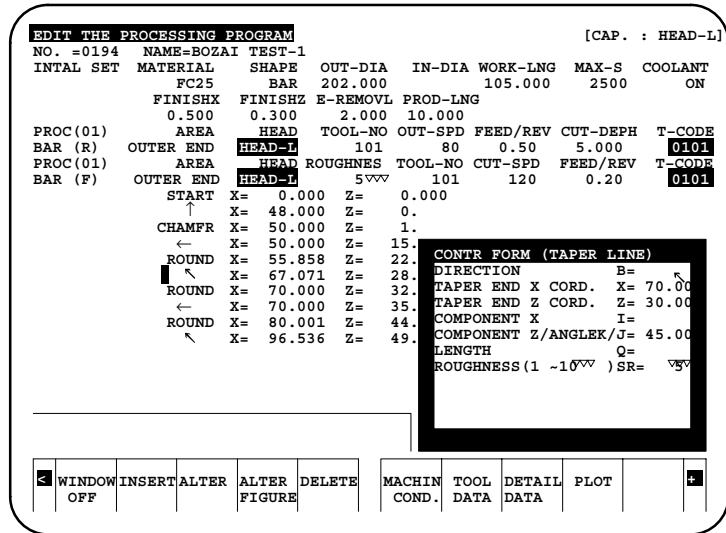 EDIT THE PROCESSING PROGRAM [CAP. : HEAD-L]
NO. =0194 NAME=BOZAI TEST-1
INTAL SET MATERIAL SHAPE OUT-DIA IN-DIA WORK-LNG MAX-S COOLANT
FC25 BAR 202.000 105.000 2500 ON
FINISHX FINISHZ E-REMOVL PROD-LNG
0.500 0.300 2.000 10.000
PROC(01) AREA HEAD TOOL-NO OUT-SPD FEED/REV CUT-DEPH T-CODE
BAR (R) OUTER END HEAD-L 101 80 0.50 5.000 0101
PROC(01) AREA HEAD ROUGHNES TOOL-NO CUT-SPD FEED/REV T-CODE
BAR (F) OUTER END HEAD-L 5▽▽▽ 101 120 0.20 0101
START X= 0.000 Z= 0.000
↑ X= 48.000 Z= 0.
CHAMFR X= 50.000 Z= 1.
← X= 50.000 Z= 15.
ROUND X= 55.858 Z= 22.
↖ X= 67.071 Z= 28.
ROUND X= 70.000 Z= 32.
← X= 70.000 Z= 35.
ROUND X= 80.001 Z= 44.
↖ X= 96.536 Z= 49.
CONTR FORM (TAPER LINE)
DIRECTION B= ↖
TAPER END X CORD. X= 70.00
TAPER END Z CORD. Z= 30.00
COMPONENT X I=
COMPONENT Z/ANGLEK/J= 45.00
LENGTH Q=
ROUGHNESS(1 ~10▽▽▽ )SR= 5▽▽▽
< WINDOW OFF INSERT ALTER ALTER FIGURE DELETE MACHIN COND. TOOL DATA DETAIL DATA PLOT +